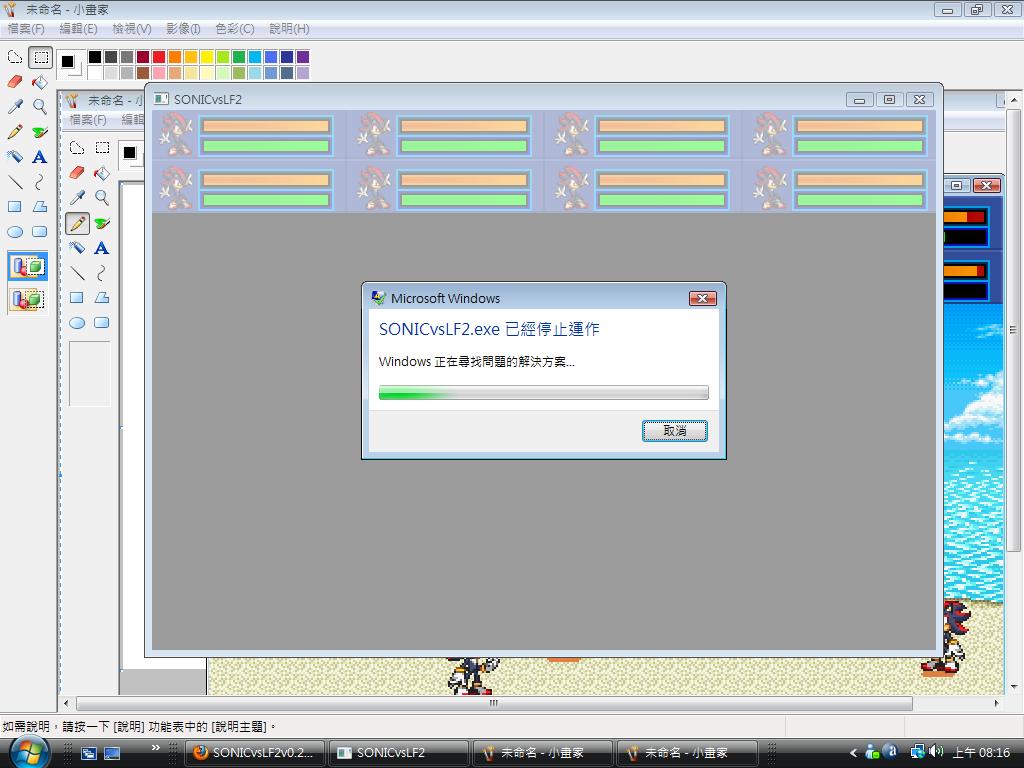 未命名 - 小畫家
檔案(F) 編輯(E) 檢視(V) 影像(I) 色彩(C) 說明(H)
未命名 - 小
檔案(F) 編輯
SONICvsLF2
Microsoft Windows
SONICvsLF2.exe 已經停止運作
Windows 正在尋找問題的解決方案...
取消
如需說明，請按一下 [說明] 功能表中的 [說明主題]。
SONICvsLF2v0.2... SONICvsLF2 未命名 - 小畫家 未命名 - 小畫家 上午 08:16